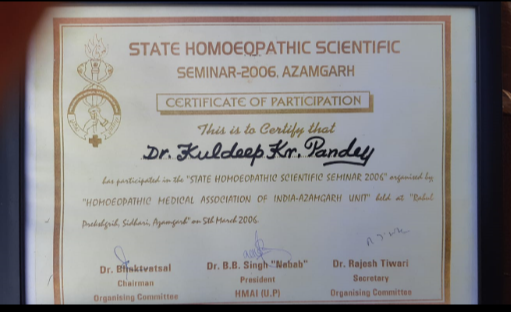 STATE HOMOEOPATHIC SCIENTIFIC
SEMINAR-2006, AZAMGARH
CERTIFICATE OF PARTICIPATION
This is to Certify that
Dr. Kuldeep Kr. Pandey
has participated in the "STATE HOMOEOPATHIC SCIENTIFIC SEMINAR 2006" organised by
"HOMOEOPATHIC MEDICAL ASSOCIATION OF INDIA-AZAMGARH UNIT" held at "Rahul
Prekshgrih, Sidhari, Azamgarh" on 5th March 2006.
Dr. Bhaktvatsal Dr. B.B. Singh "Nabab" Dr. Rajesh Tiwari
Chairman President Secretary
Organising Committee HMAI (U.P) Organising Committee